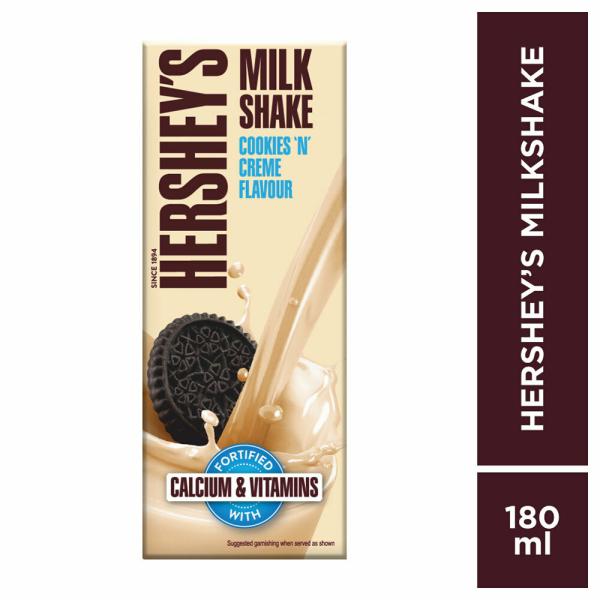 HERSHEY'S
SINCE 1894
MILK
SHAKE
COOKIES 'N'
CREME
FLAVOUR
FORTIFIED
CALCIUM & VITAMINS
WITH
Suggested garnishing when served as shown
HERSHEY'S MILKSHAKE
180
ml